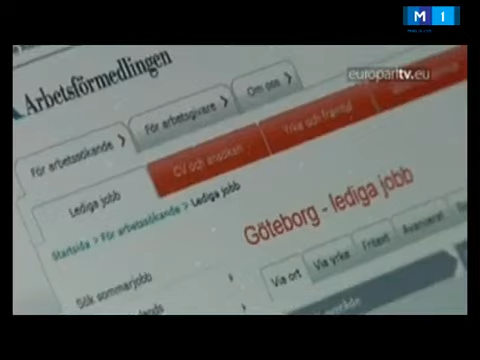 M 1
europarltv.eu
Arbetsförmedlingen
För arbetssökande
För arbetsgivare
Om oss
Lediga jobb
CV och ansökan
Yrke och framtid
Startsida > För arbetssökande > Lediga jobb
Göteborg - lediga jobb
Sök sommarjobb
Via ort
Via yrke
Fritext
Avancerat